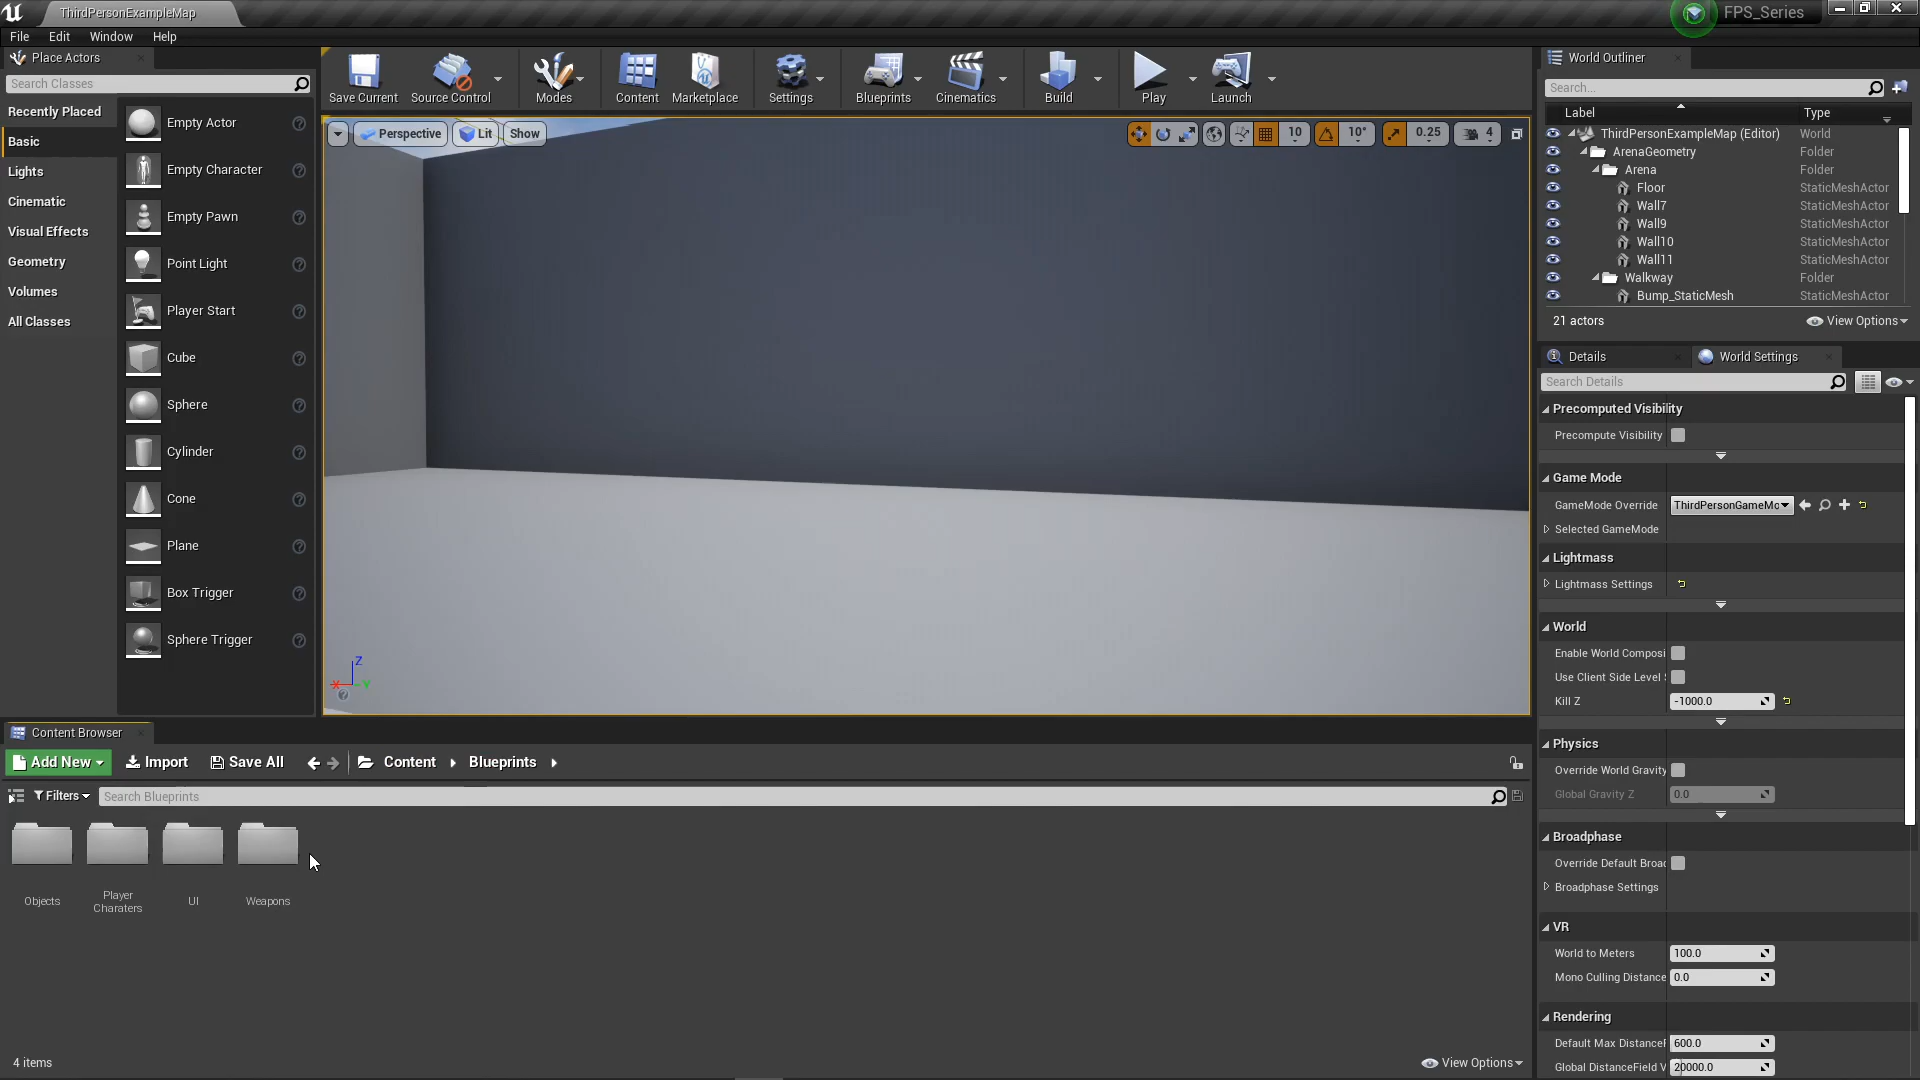 ThirdPersonExampleMap
FPS_Series
File Edit Window Help
Place Actors
Search Classes
Recently Placed
Basic
Lights
Cinematic
Visual Effects
Geometry
Volumes
All Classes
Empty Actor
Empty Character
Empty Pawn
Point Light
Player Start
Cube
Sphere
Cylinder
Cone
Plane
Box Trigger
Sphere Trigger
Save Current
Source Control
Modes
Content
Marketplace
Settings
Blueprints
Cinematics
Build
Play
Launch
Perspective Lit Show
10 10° 0.25 4
Z
X Y
World Outliner
Search...
Label Type
ThirdPersonExampleMap (Editor) World
ArenaGeometry Folder
Arena Folder
Floor StaticMeshActor
Wall7 StaticMeshActor
Wall9 StaticMeshActor
Wall10 StaticMeshActor
Wall11 StaticMeshActor
Walkway Folder
Bump_StaticMesh StaticMeshActor
21 actors View Options
Details World Settings
Search Details
Precomputed Visibility
Precompute Visibility
Game Mode
GameMode Override ThirdPersonGameMo
Selected GameMode
Lightmass
Lightmass Settings
World
Enable World Composi
Use Client Side Level
Kill Z -1000.0
Physics
Override World Gravity
Global Gravity Z 0.0
Broadphase
Override Default Broad
Broadphase Settings
VR
World to Meters 100.0
Mono Culling Distance 0.0
Rendering
Default Max DistanceF 600.0
Global DistanceField V 20000.0
Content Browser
Add New Import Save All Content Blueprints
Filters Search Blueprints
Objects
Player
Charaters
UI
Weapons
4 items View Options